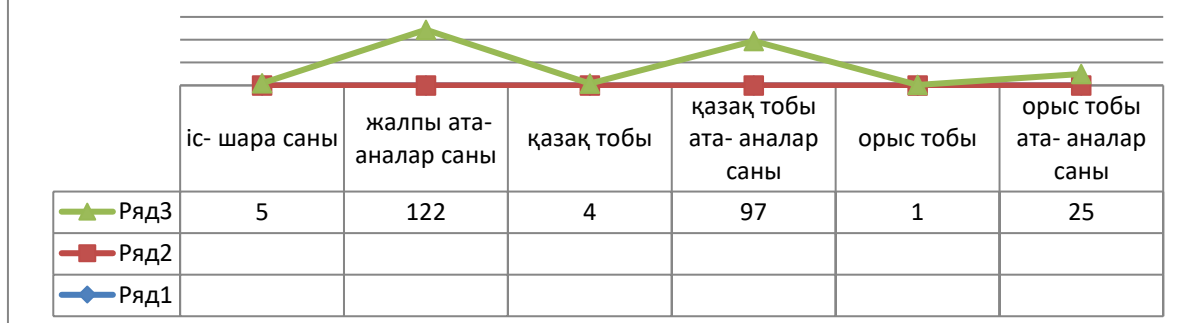 іс- шара саны
жалпы ата-
аналар саны
қазақ тобы
қазақ тобы
ата- аналар
саны
орыс тобы
орыс тобы
ата- аналар
саны
Ряд3 5 122 4 97 1 25
Ряд2
Ряд1